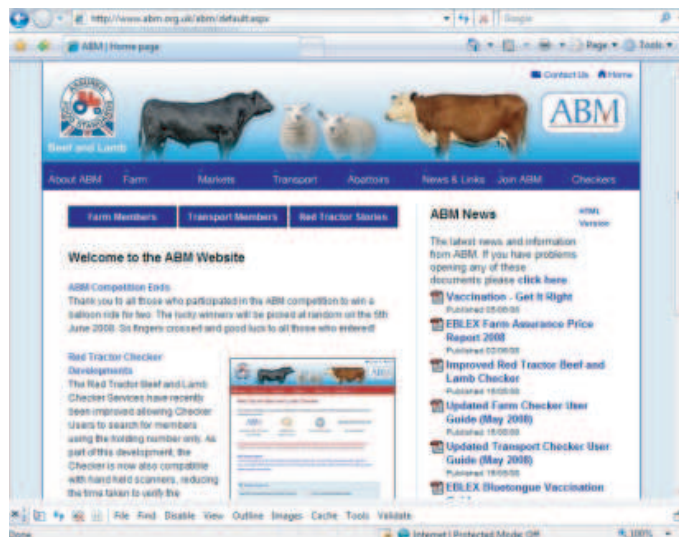 http://www.abm.org.uk/abm/default.aspx
Google
ABM | Home page
Page
Tools
Contact Us
Home
ASSURED
FOOD STANDARDS
Beef and Lamb
ABM
About ABM
Farm
Markets
Transport
Abattoirs
News & Links
Join ABM
Checkers
Farm Members
Transport Members
Red Tractor Stories
Welcome to the ABM Website
ABM Competition Ends
Thank you to all those who participated in the ABM competition to win a
balloon ride for two. The lucky winners will be picked at random on the 5th
June 2008. So fingers crossed and good luck to all those who entered!
Red Tractor Checker
Developments
The Red Tractor Beef and Lamb
Checker Services have recently
been improved allowing Checker
Users to search for members
using the holding number only. As
part of this development, the
Checker is now also compatible
with hand held scanners, reducing
the time taken to verify the
ABM News
HTML
Version
The latest news and information
from ABM. If you have problems
opening any of these
documents please click here
Vaccination - Get It Right
Published
EBLEX Farm Assurance Price
Report 2008
Published
Improved Red Tractor Beef and
Lamb Checker
Published
Updated Farm Checker User
Guide (May 2008)
Published
Updated Transport Checker User
Guide (May 2008)
Published
EBLEX Bluetongue Vaccination
File Find Disable View Outline Images Cache Tools Validate
Done
Internet | Protected Mode: Off
100%